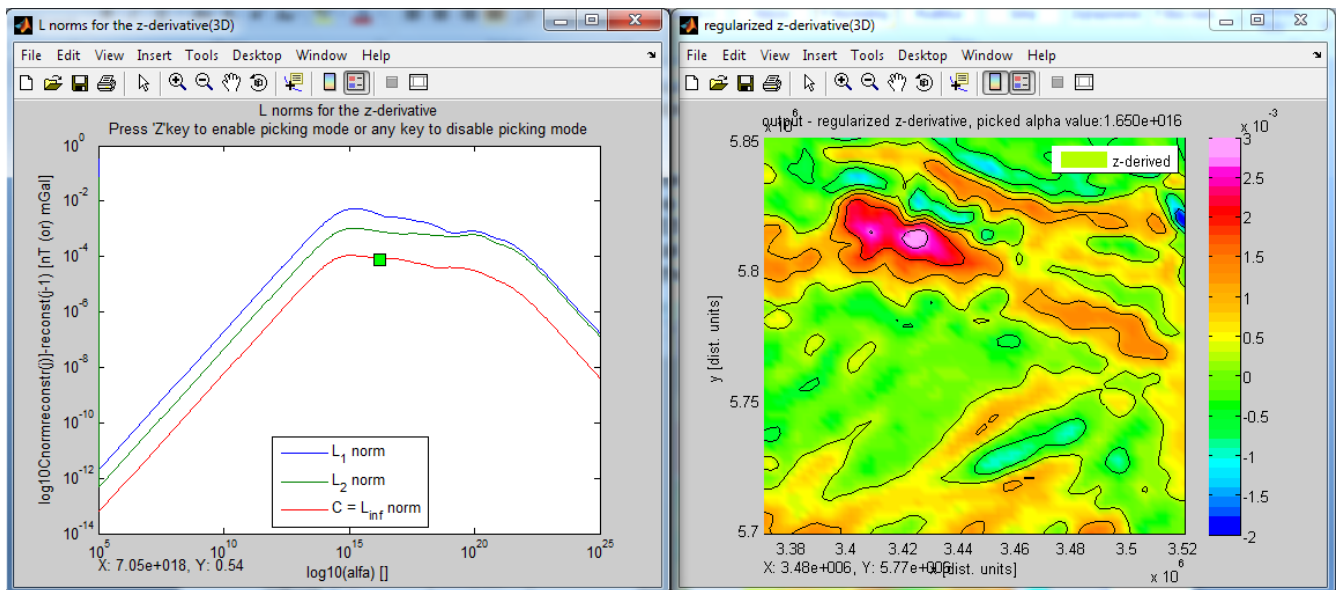 L norms for the z-derivative(3D)
File Edit View Insert Tools Desktop Window Help
L norms for the z-derivative
Press 'Z'key to enable picking mode or any key to disable picking mode
log10Cnormreconstr(j))-reconst(j-1) [nT (or) mGal]
10^0
10^-2
10^-4
10^-6
10^-8
10^-10
10^-12
10^-14
L_1 norm
L_2 norm
C = L_inf norm
10^5 10^10 10^15 10^20 10^25
X: 7.05e+018, Y: 0.54
log10(alfa) []
regularized z-derivative(3D)
File Edit View Insert Tools Desktop Window Help
output - regularized z-derivative, picked alpha value:1.650e+016
x 10^6
x 10^-3
z-derived
y [dist. units]
5.85
5.8
5.75
5.7
3
2.5
2
1.5
1
0.5
0
-0.5
-1
-1.5
-2
3.38 3.4 3.42 3.44 3.46 3.48 3.5 3.52
X: 3.48e+006, Y: 5.77e+006
x [dist. units]
x 10^6